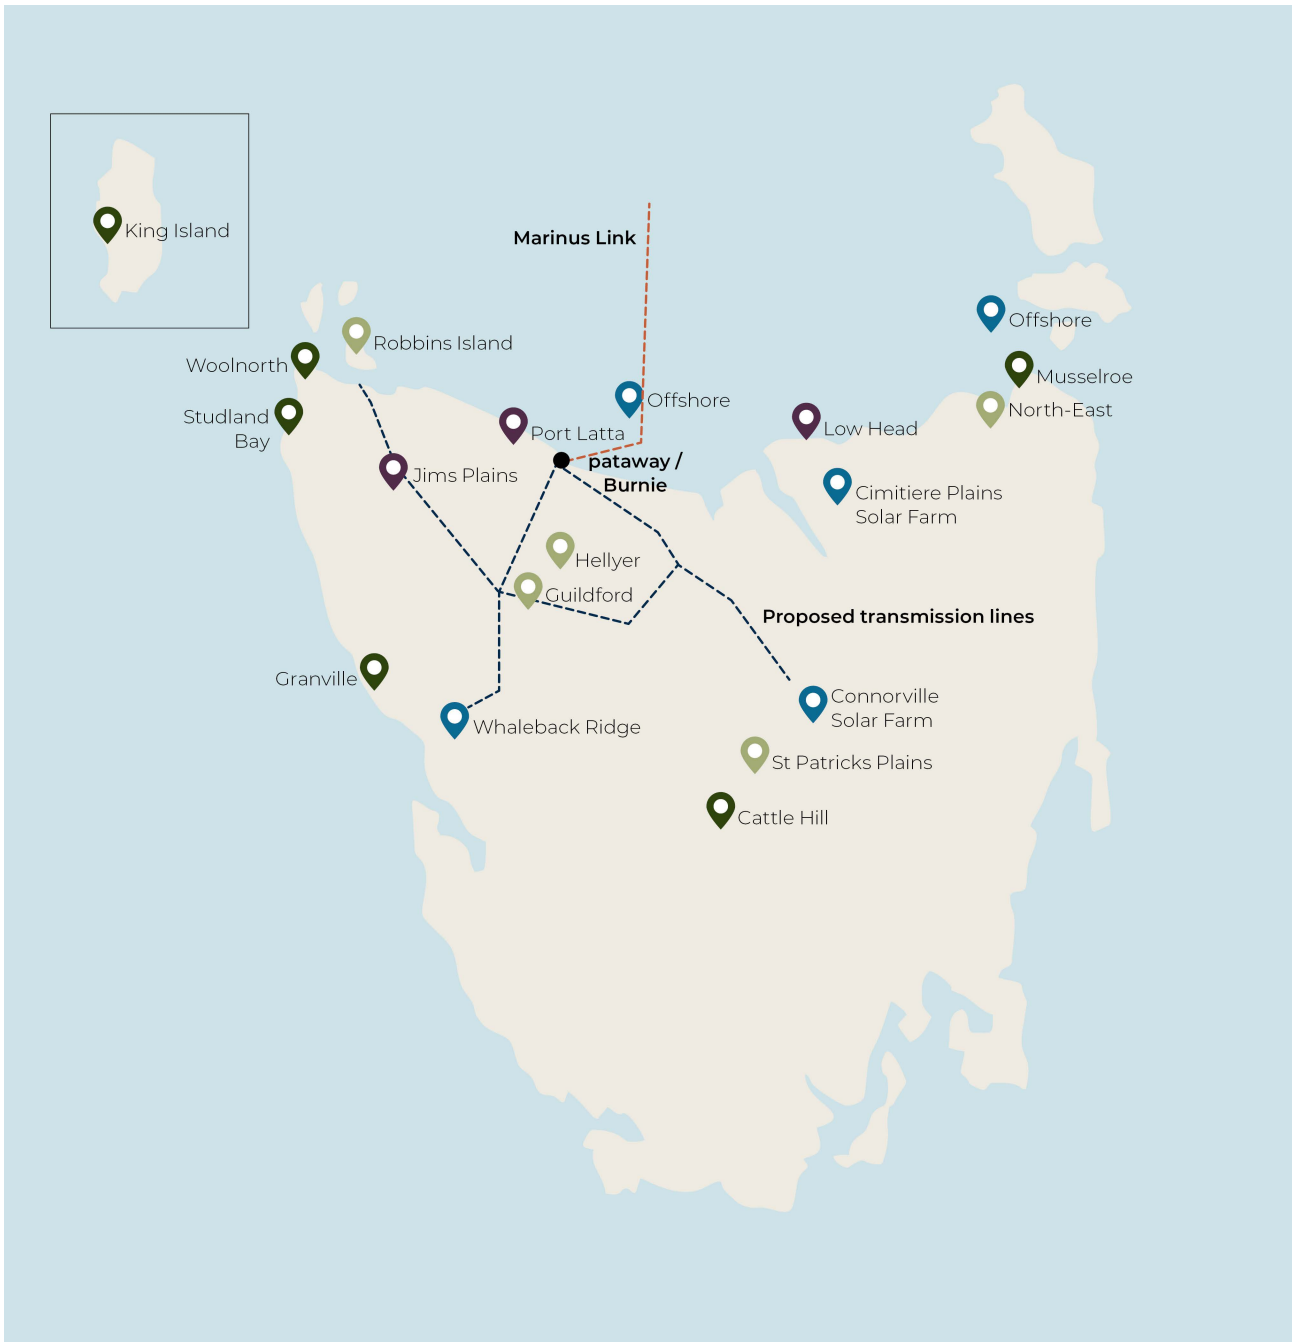 King Island
Marinus Link
Offshore
Robbins Island
Woolnorth
Musselroe
Offshore
North-East
Studland
Bay
Low Head
Port Latta
pataway /
Burnie
Jims Plains
Cimitiere Plains
Solar Farm
Hellyer
Guildford
Proposed transmission lines
Granville
Connorville
Solar Farm
Whaleback Ridge
St Patricks Plains
Cattle Hill